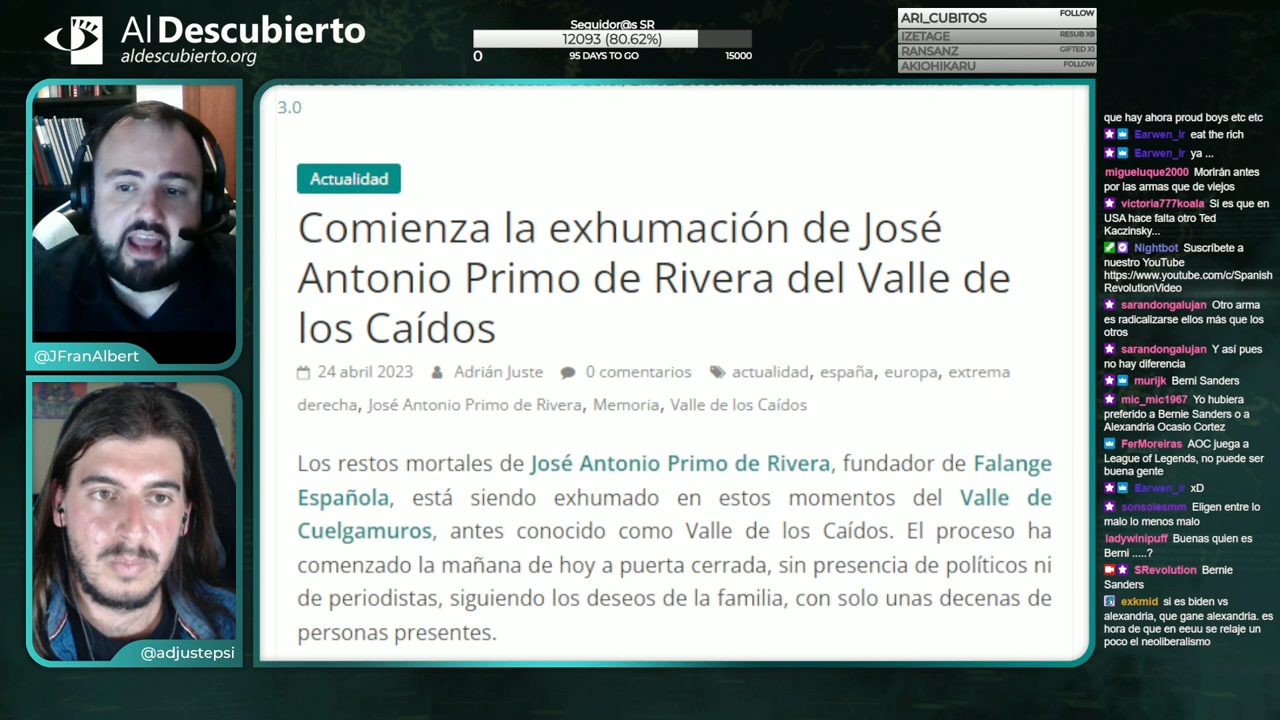 Al Descubierto
aldescubierto.org
Seguidor@s SR
12093 (80.62%)
0
95 DAYS TO GO
15000
ARI_CUBITOS FOLLOW
IZETAGE RESUB X8
RANSANZ GIFTED X1
AKIOHIKARU FOLLOW
@JFranAlbert
@adjustepsi
3.0
Actualidad
Comienza la exhumación de José
Antonio Primo de Rivera del Valle de
los Caídos
24 abril 2023 Adrián Juste 0 comentarios actualidad, españa, europa, extrema
derecha, José Antonio Primo de Rivera, Memoria, Valle de los Caídos
Los restos mortales de José Antonio Primo de Rivera, fundador de Falange
Española, está siendo exhumado en estos momentos del Valle de
Cuelgamuros, antes conocido como Valle de los Caídos. El proceso ha
comenzado la mañana de hoy a puerta cerrada, sin presencia de políticos ni
de periodistas, siguiendo los deseos de la familia, con solo unas decenas de
personas presentes.
que hay ahora proud boys etc etc
Earwen_lr eat the rich
Earwen_lr ya ...
migueluque2000 Morirán antes
por las armas que de viejos
victoria777koala Si es que en
USA hace falta otro Ted
Kaczinsky...
Nightbot Suscríbete a
nuestro YouTube
https://www.youtube.com/c/Spanish
RevolutionVideo
sarandongalujan Otro arma
es radicalizarse ellos más que los
otros
sarandongalujan Y así pues
no hay diferencia
murijk Berni Sanders
mic_mic1967 Yo hubiera
preferido a Bernie Sanders o a
Alexandria Ocasio Cortez
FerMoreiras AOC juega a
League of Legends, no puede ser
buena gente
Earwen_lr xD
sonsolesmm Eligen entre lo
malo lo menos malo
ladywinipuff Buenas quien es
Berni .....?
SRevolution Bernie
Sanders
exkmid si es biden vs
alexandria, que gane alexandria. es
hora de que en eeuu se relaje un
poco el neoliberalismo